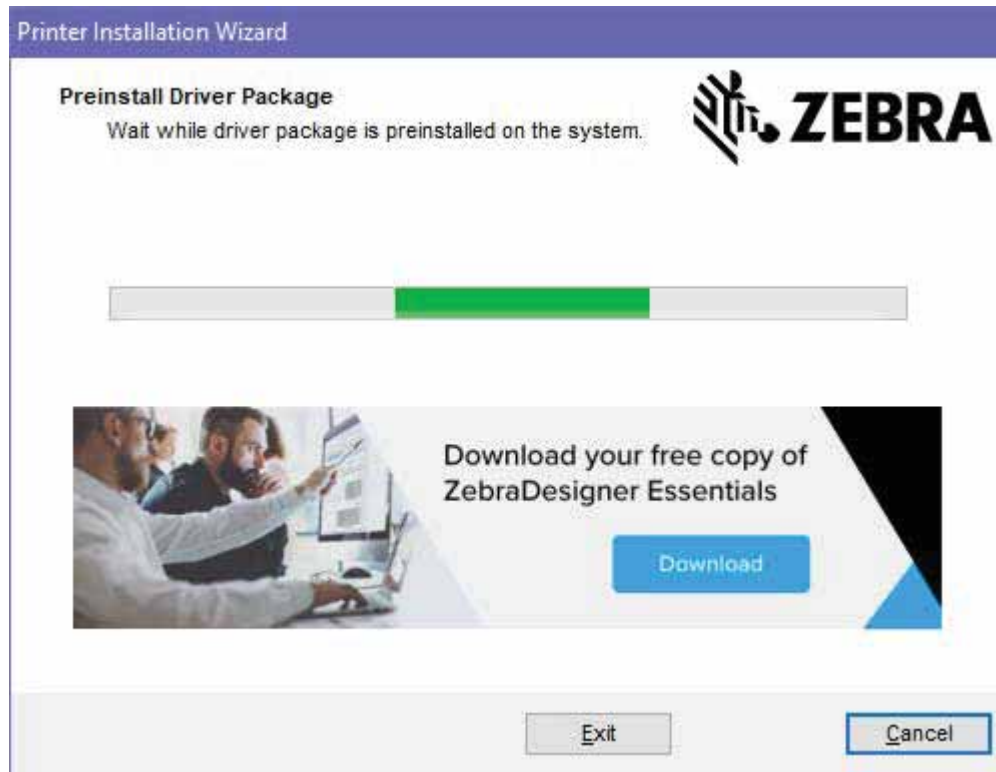 Printer Installation Wizard
Preinstall Driver Package
Wait while driver package is preinstalled on the system.
ZEBRA
Download your free copy of
ZebraDesigner Essentials
Download
Exit
Cancel